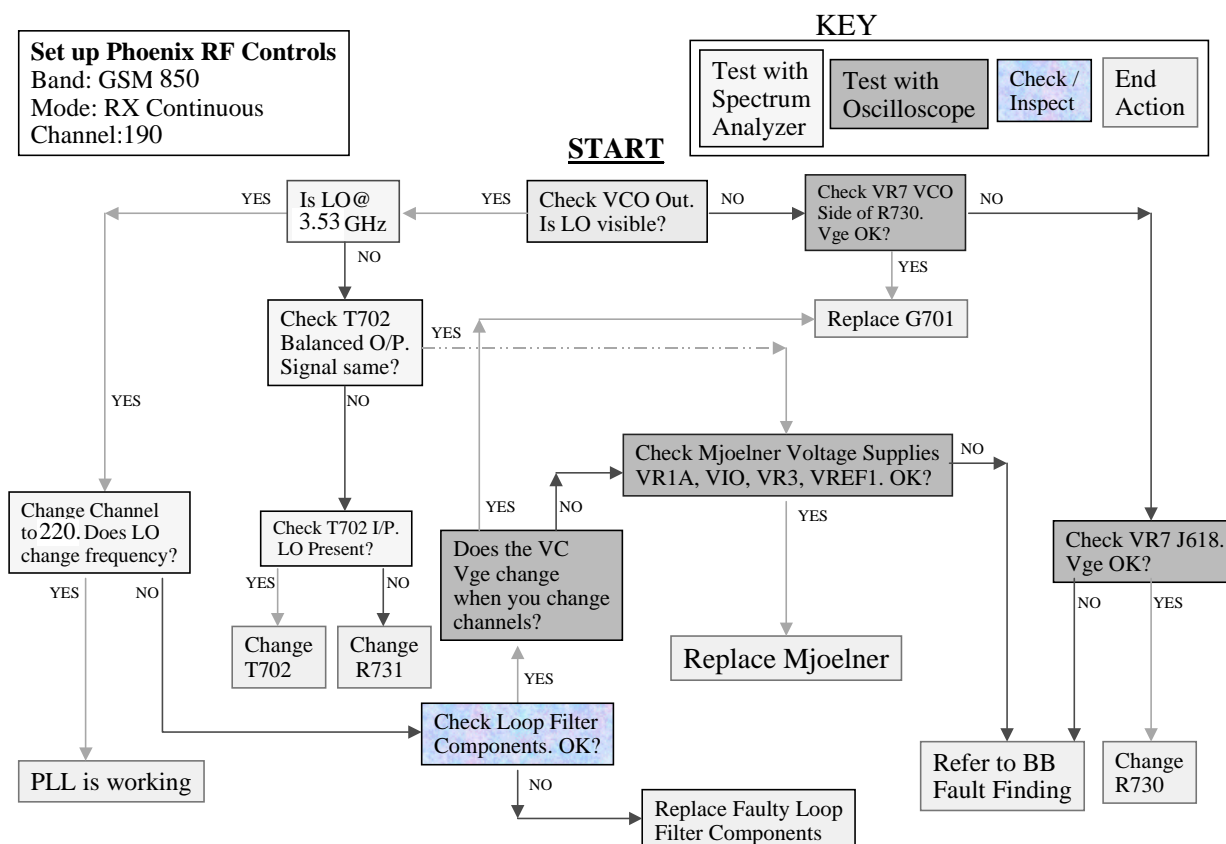 Set up Phoenix RF Controls
Band: GSM 850
Mode: RX Continuous
Channel:190
KEY
Test with
Spectrum
Analyzer
Test with
Oscilloscope
Check /
Inspect
End
Action
START
YES
Is LO@
3.53 GHz
YES
Check VCO Out.
Is LO visible?
NO
Check VR7 VCO
Side of R730.
Vge OK?
NO
NO
YES
Check T702
Balanced O/P.
Signal same?
YES
YES
Replace G701
YES
NO
Check Mjoelner Voltage Supplies
VR1A, VIO, VR3, VREF1. OK?
NO
Change Channel
to 220. Does LO
change frequency?
Check T702 I/P.
LO Present?
YES
NO
Does the VC
Vge change
when you change
channels?
YES
Check VR7 J618.
Vge OK?
YES
NO
YES
NO
NO
YES
Change
T702
Change
R731
Replace Mjoelner
YES
Check Loop Filter
Components. OK?
PLL is working
NO
Refer to BB
Fault Finding
Change
R730
Replace Faulty Loop
Filter Components